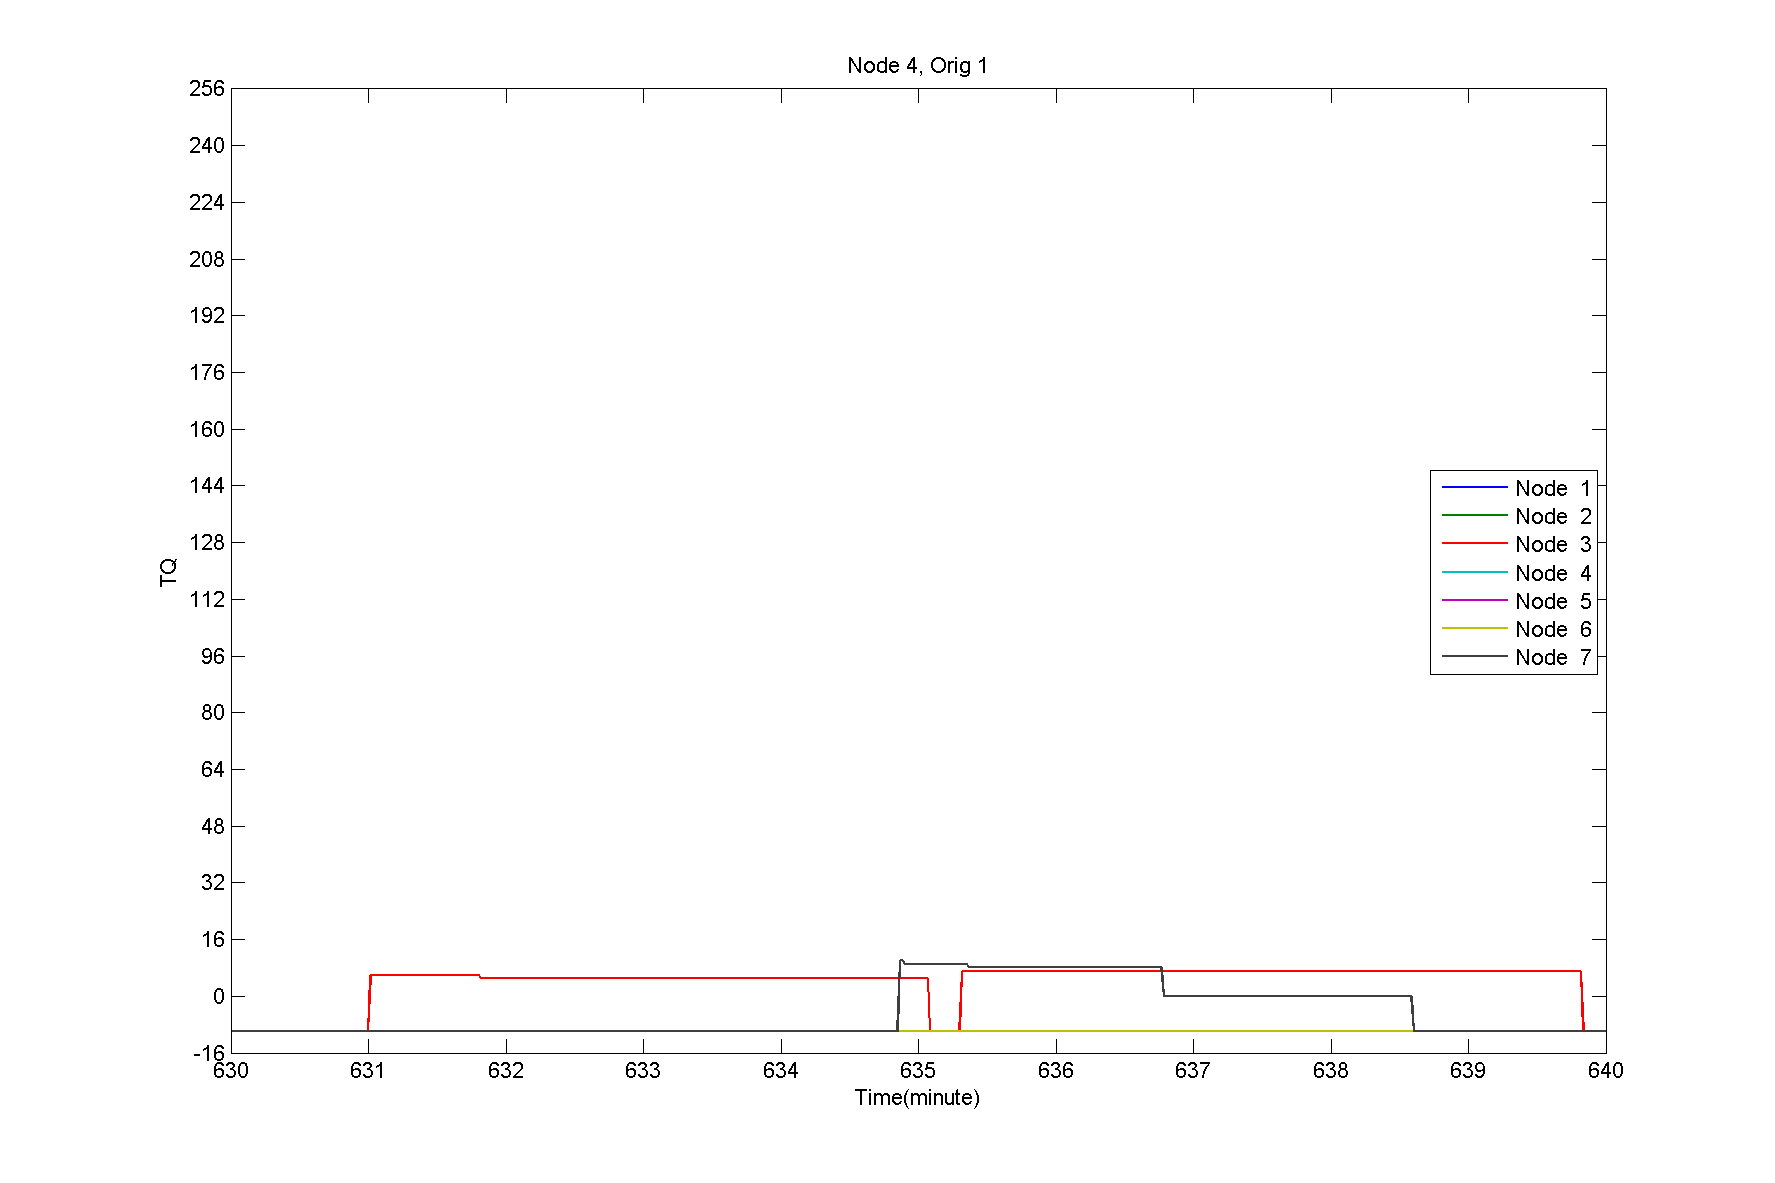 Node 4, Orig 1
256
240
224
208
192
176
160
144
128
112
96
80
64
48
32
16
0
-16
TQ
Node 1
Node 2
Node 3
Node 4
Node 5
Node 6
Node 7
630 631 632 633 634 635 636 637 638 639 640
Time(minute)